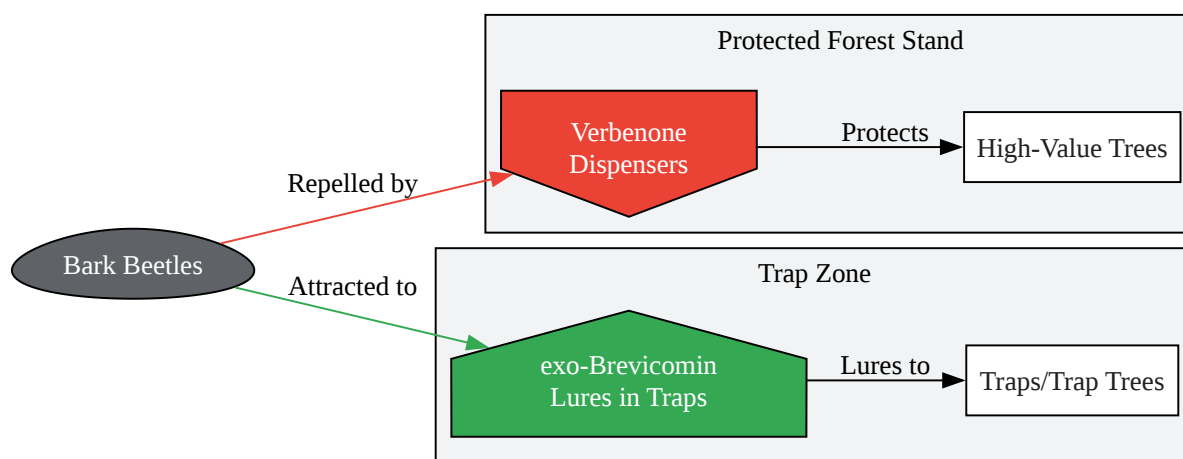 Protected Forest Stand
Verbenone
Dispensers
Protects
High-Value Trees
Repelled by
Bark Beetles
Attracted to
Trap Zone
exo-Brevicomin
Lures in Traps
Lures to
Traps/Trap Trees